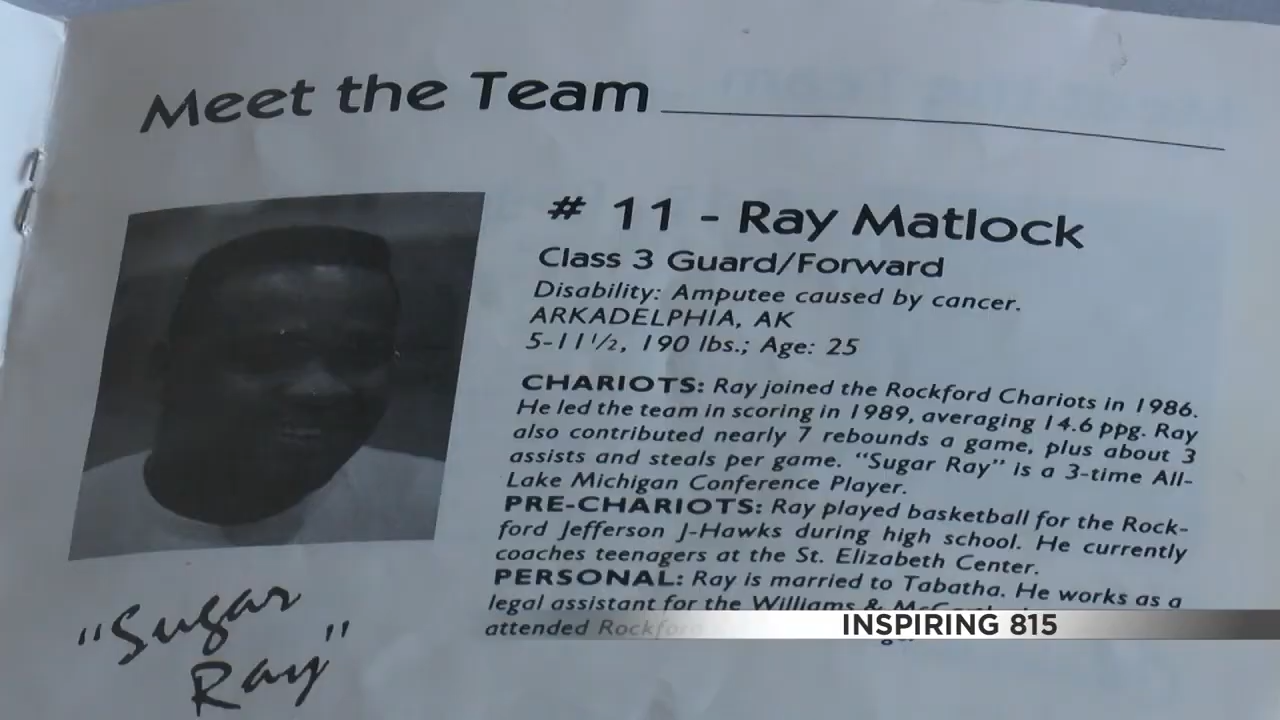 Meet the Team
# 11 - Ray Matlock
Class 3 Guard/Forward
Disability: Amputee caused by cancer.
ARKADELPHIA, AK
5-11½, 190 lbs.; Age: 25
CHARIOTS: Ray joined the Rockford Chariots in 1986.
He led the team in scoring in 1989, averaging 14.6 ppg. Ray
also contributed nearly 7 rebounds a game, plus about 3
assists and steals per game. “Sugar Ray” is a 3-time All-
Lake Michigan Conference Player.
PRE-CHARIOTS: Ray played basketball for the Rock-
ford Jefferson J-Hawks during high school. He currently
coaches teenagers at the St. Elizabeth Center.
PERSONAL: Ray is married to Tabatha. He works as a
legal assistant for the Williams &
attended Rockford
"Sugar
Ray"
INSPIRING 815